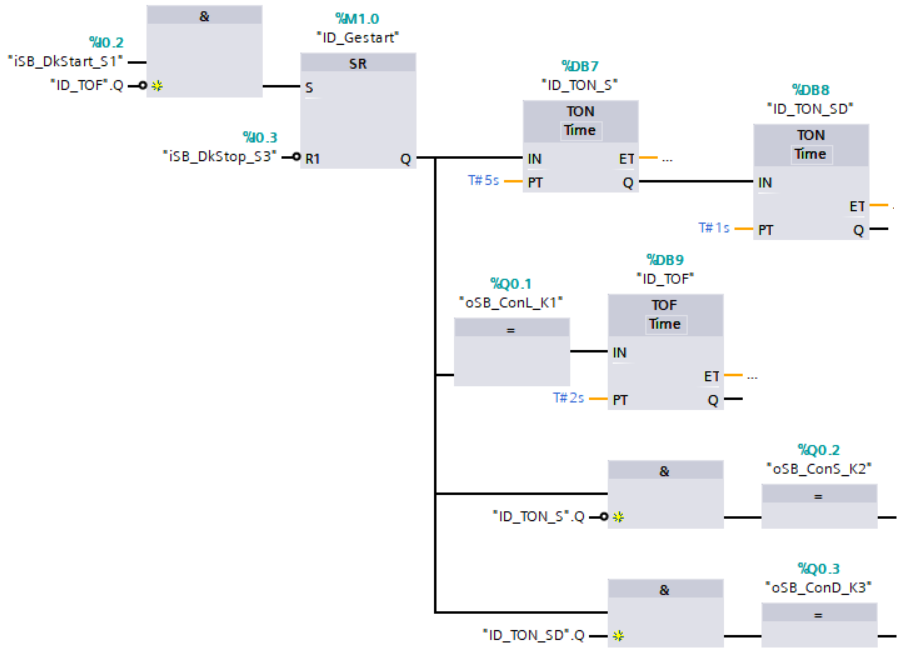 &
%I0.2
"iSB_DkStart_S1"
"ID_TOF".Q
%M1.0
"ID_Gestart"
SR
S
%I0.3
"iSB_DkStop_S3"
R1
Q
%DB7
"ID_TON_S"
TON
Time
IN
ET
...
T#5s
PT
Q
%DB8
"ID_TON_SD"
TON
Time
IN
ET
T#1s
PT
Q
%Q0.1
"oSB_ConL_K1"
=
%DB9
"ID_TOF"
TOF
Time
IN
ET
...
T#2s
PT
Q
&
"ID_TON_S".Q
%Q0.2
"oSB_ConS_K2"
=
&
"ID_TON_SD".Q
%Q0.3
"oSB_ConD_K3"
=